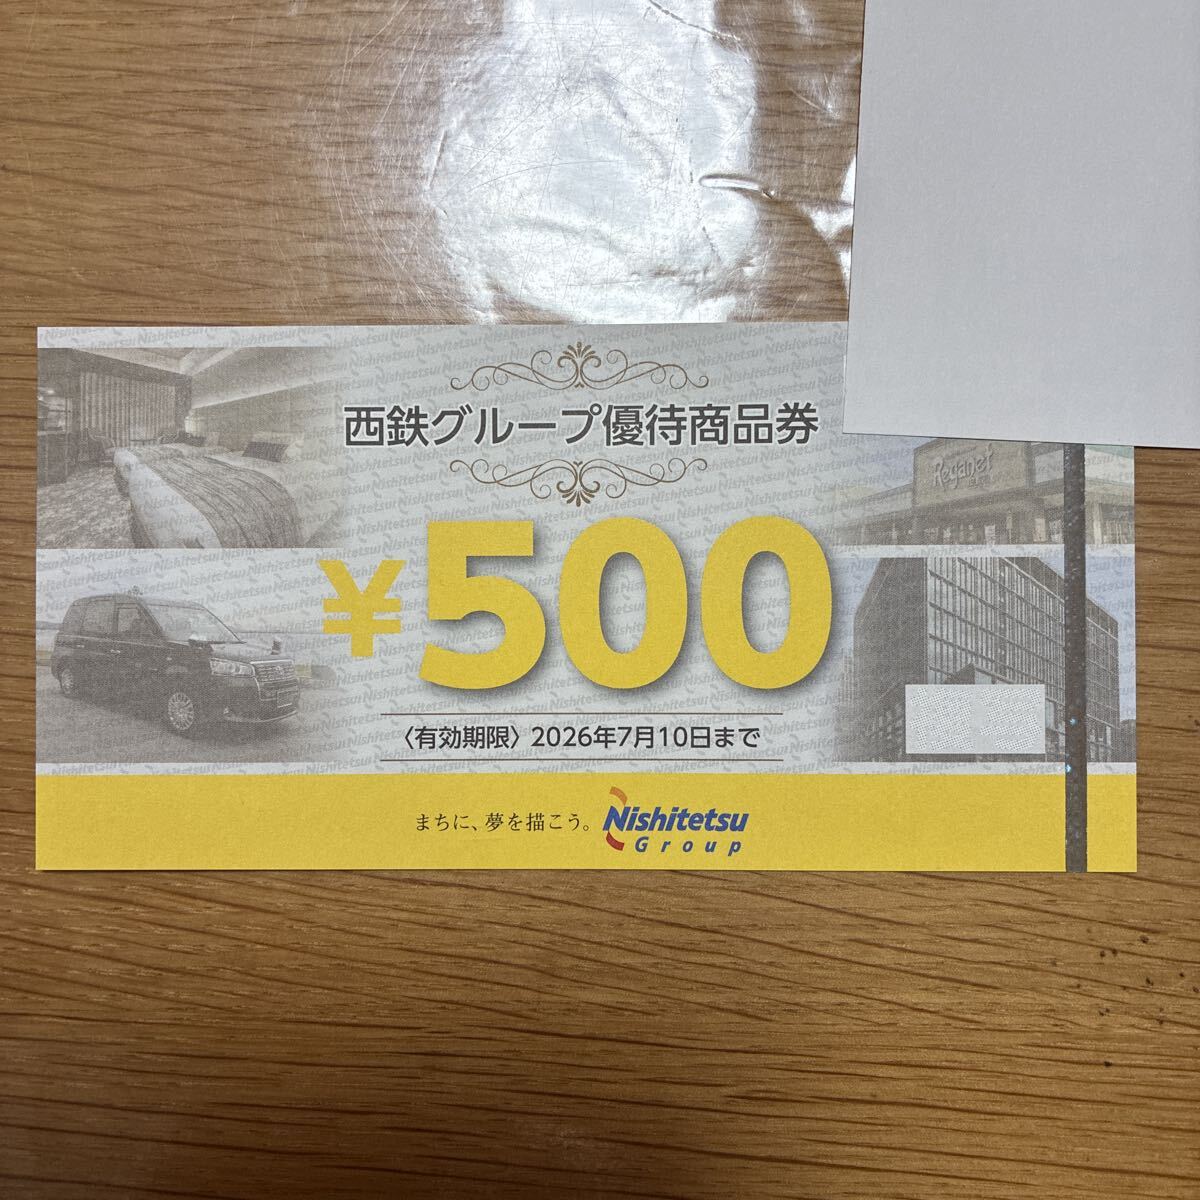 西鉄グループ優待商品券
¥500
〈有効期限〉2026年7月10日まで
まちに、夢を描こう。
Nishitetsu
Group
Reganet